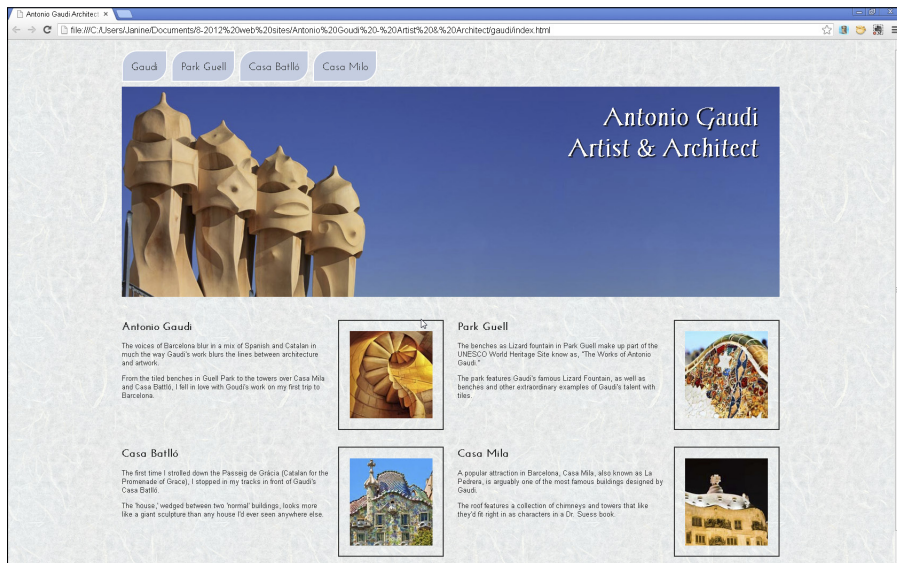 Antonio Gaudi Architect
file:///C:/Users/Janine/Documents/8-2012%20web%20sites/Antonio%20Goudi%20-%20Artist%20&%20Architect/gaudi/index.html
Gaudi
Park Guell
Casa Batlló
Casa Milo
Antonio Gaudi
Artist & Architect
Antonio Gaudi
The voices of Barcelona blur in a mix of Spanish and Catalan in
much the way Gaudi's work blurs the lines between architecture
and artwork.
From the tiled benches in Guell Park to the towers over Casa Mila
and Casa Batlló, I fell in love with Goudi's work on my first trip to
Barcelona.
Park Guell
The benches as Lizard fountain in Park Guell make up part of the
UNESCO World Heritage Site know as, "The Works of Antonio
Gaudi."
The park features Gaudi's famous Lizard Fountain, as well as
benches and other extraordinary examples of Gaudi's talent with
tiles.
Casa Batlló
The first time I strolled down the Passeig de Gràcia (Catalan for the
Promenade of Grace), I stopped in my tracks in front of Gaudi's
Casa Batlló.
The 'house,' wedged between two 'normal' buildings, looks more
like a giant sculpture than any house I'd ever seen anywhere else.
Casa Mila
A popular attraction in Barcelona, Casa Mila, also known as La
Pedrera, is arguably one of the most famous buildings designed by
Gaudi.
The roof features a collection of chimneys and towers that like
they'd fit right in as characters in a Dr. Suess book.